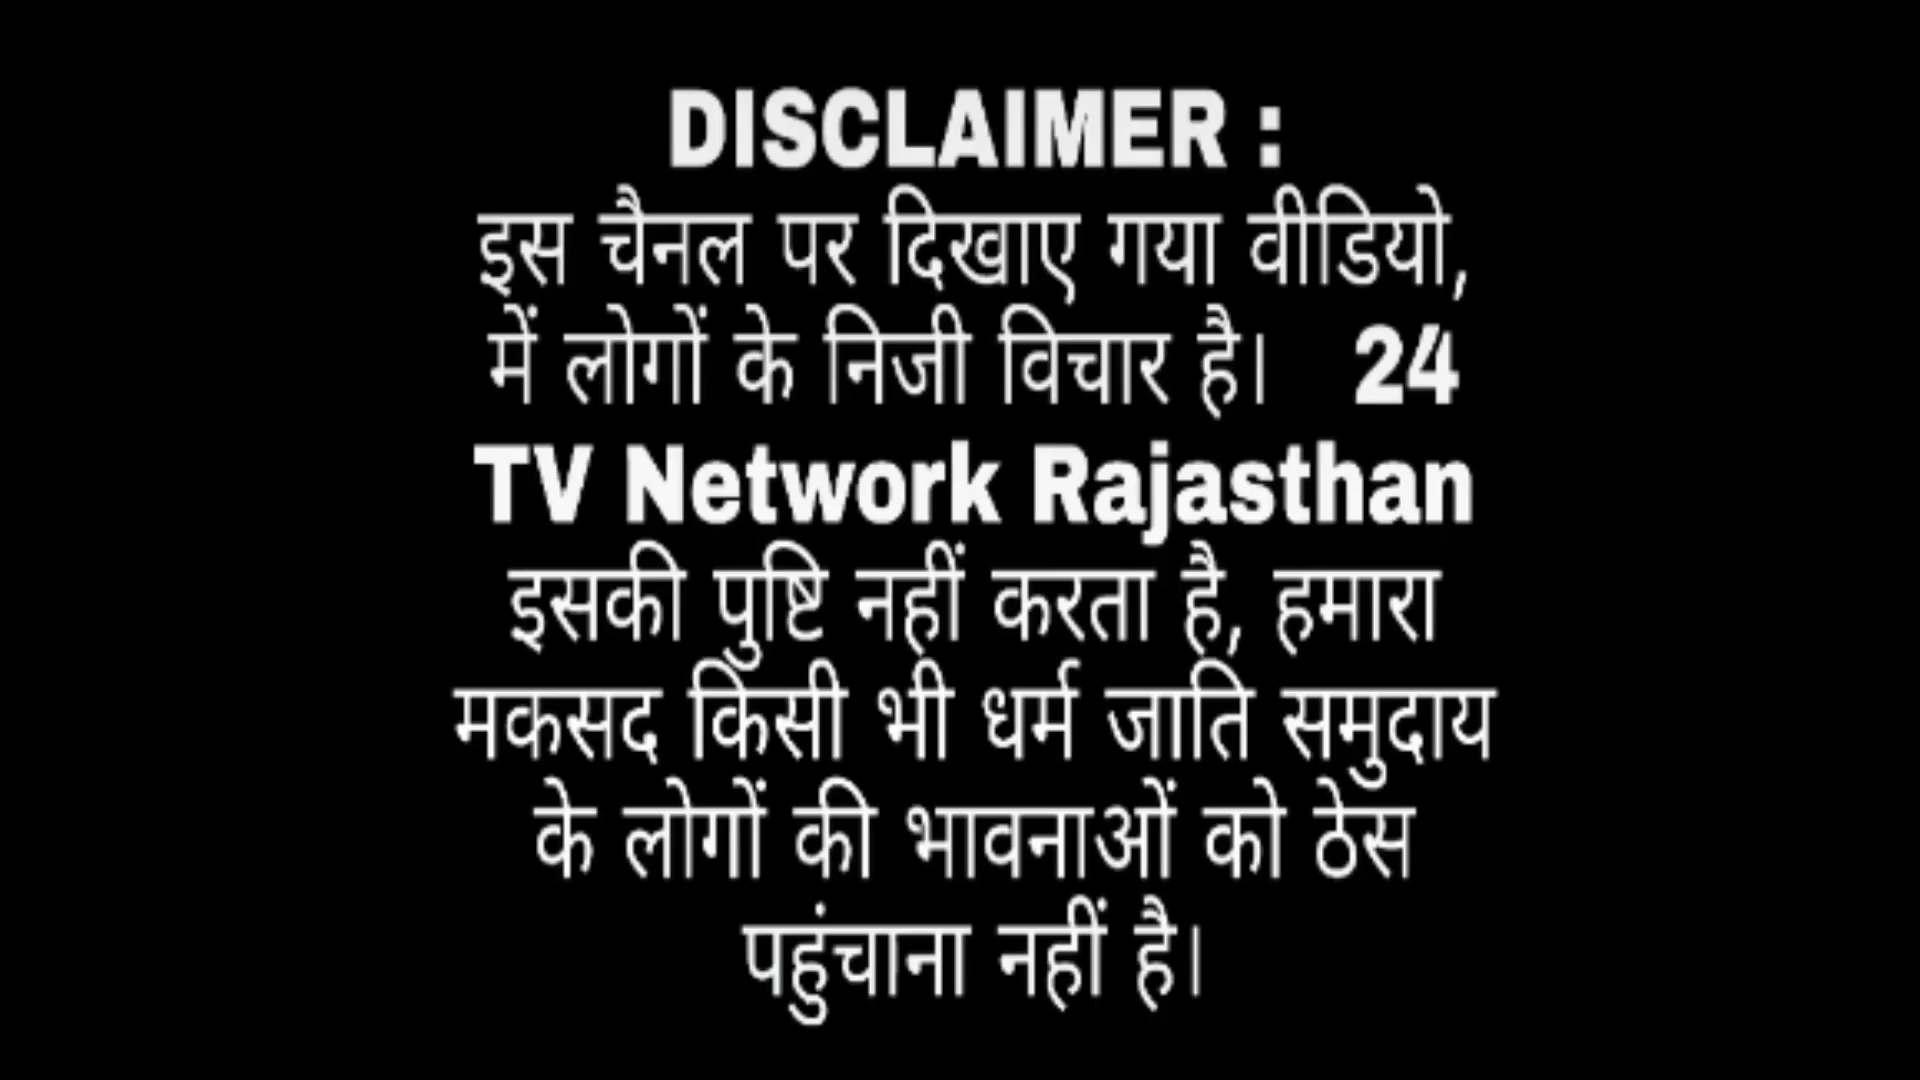 DISCLAIMER :
इस चैनल पर दिखाए गया वीडियो,
में लोगों के निजी विचार है। 24
TV Network Rajasthan
इसकी पुष्टि नहीं करता है, हमारा
मकसद किसी भी धर्म जाति समुदाय
के लोगों की भावनाओं को ठेस
पहुंचाना नहीं है।